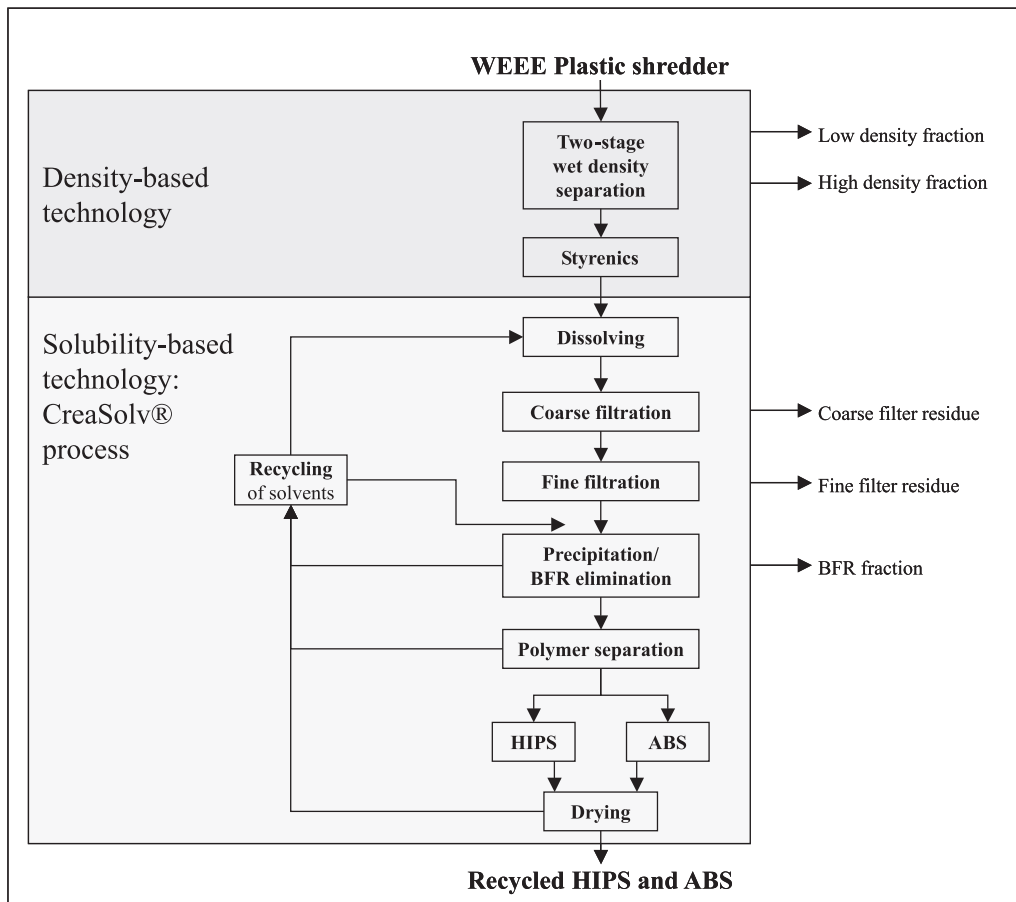 WEEE Plastic shredder
Density-based
technology
Two-stage
wet density
separation
Low density fraction
High density fraction
Styrenics
Solubility-based
technology:
CreaSolv®
process
Dissolving
Coarse filtration
Coarse filter residue
Recycling
of solvents
Fine filtration
Fine filter residue
Precipitation/
BFR elimination
BFR fraction
Polymer separation
HIPS
ABS
Drying
Recycled HIPS and ABS